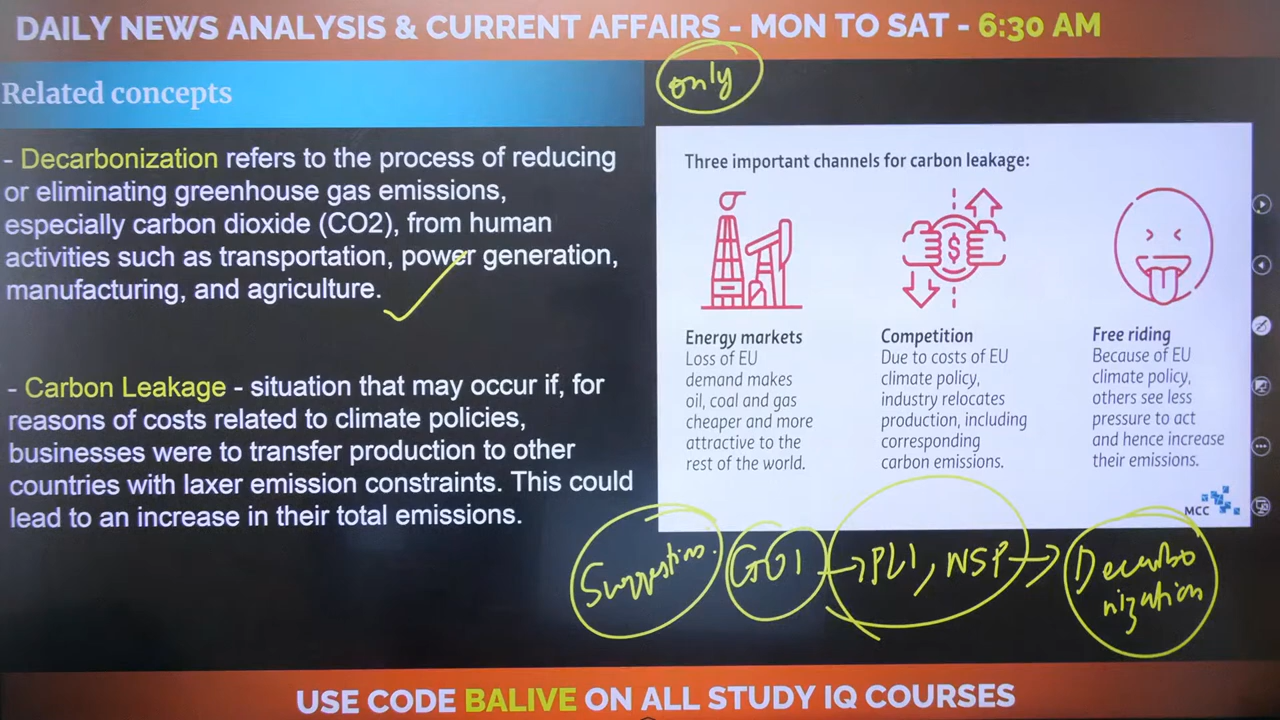 DAILY NEWS ANALYSIS & CURRENT AFFAIRS - MON TO SAT - 6:30 AM
Related concepts
only
- Decarbonization refers to the process of reducing
or eliminating greenhouse gas emissions,
especially carbon dioxide (CO2), from human
activities such as transportation, power generation,
manufacturing, and agriculture.
- Carbon Leakage - situation that may occur if, for
reasons of costs related to climate policies,
businesses were to transfer production to other
countries with laxer emission constraints. This could
lead to an increase in their total emissions.
Three important channels for carbon leakage:
Energy markets
Loss of EU
demand makes
oil, coal and gas
cheaper and more
attractive to the
rest of the world.
Competition
Due to costs of EU
climate policy,
industry relocates
production, including
corresponding
carbon emissions.
Free riding
Because of EU
climate policy,
others see less
pressure to act
and hence increase
their emissions.
MCC
Suggestion. GOI → PLI, NSP → Decarbo
nization
USE CODE BALIVE ON ALL STUDY IQ COURSES